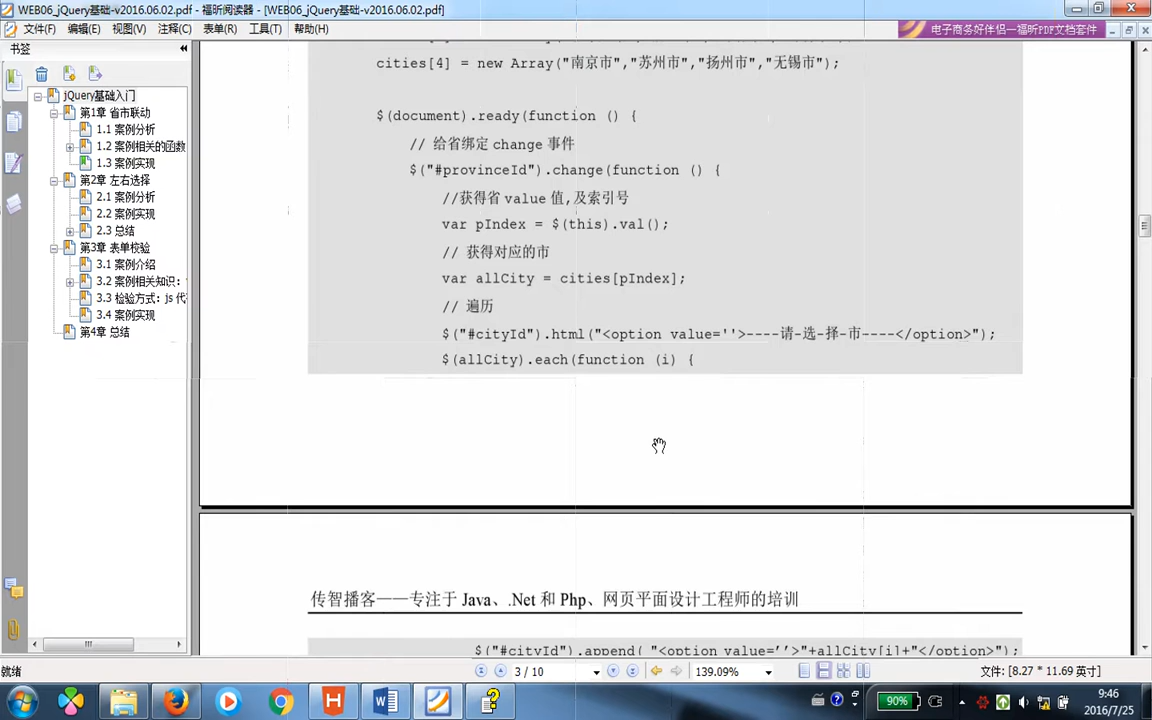 WEB06_jQuery基础-v2016.06.02.pdf - 福昕阅读器 - [WEB06_jQuery基础-v2016.06.02.pdf]
文件(F) 编辑(E) 视图(V) 注释(C) 表单(R) 工具(T) 帮助(H)
电子商务好伴侣—福昕PDF文档套件
书签
jQuery基础入门
第1章 省市联动
1.1 案例分析
1.2 案例相关的函数
1.3 案例实现
第2章 左右选择
2.1 案例分析
2.2 案例实现
2.3 总结
第3章 表单校验
3.1 案例介绍
3.2 案例相关知识：
3.3 检验方式：js 代
3.4 案例实现
第4章 总结
cities[4] = new Array("南京市","苏州市","扬州市","无锡市");
$(document).ready(function () {
// 给省绑定 change 事件
$("#provinceId").change(function () {
//获得省 value 值,及索引号
var pIndex = $(this).val();
// 获得对应的市
var allCity = cities[pIndex];
// 遍历
$("#cityId").html("<option value=''>----请-选-择-市----</option>");
$(allCity).each(function (i) {
传智播客——专注于 Java、.Net 和 Php、网页平面设计工程师的培训
$("#cityId").append( "<option value=''>"+allCity[i]+"</option>");
就绪
3 / 10
139.09%
文件: [8.27 * 11.69 英寸]
90%
9:46
2016/7/25